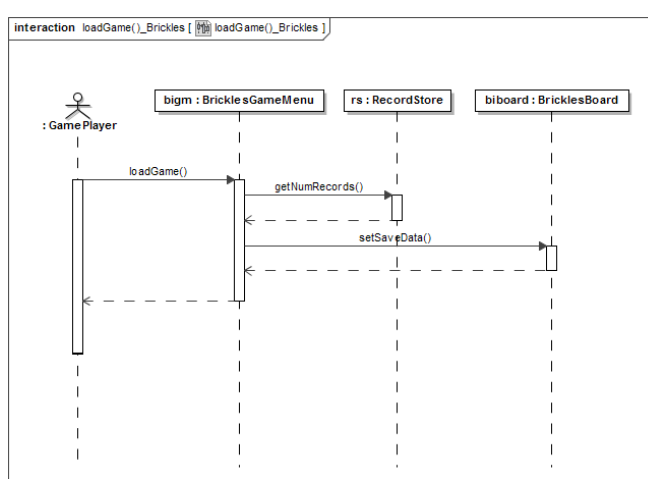 interaction loadGame()_Brickles [ loadGame()_Brickles ]
bigm : BricklesGameMenu
rs : RecordStore
biboard : BricklesBoard
: GamePlayer
loadGame()
getNumRecords()
setSaveData()